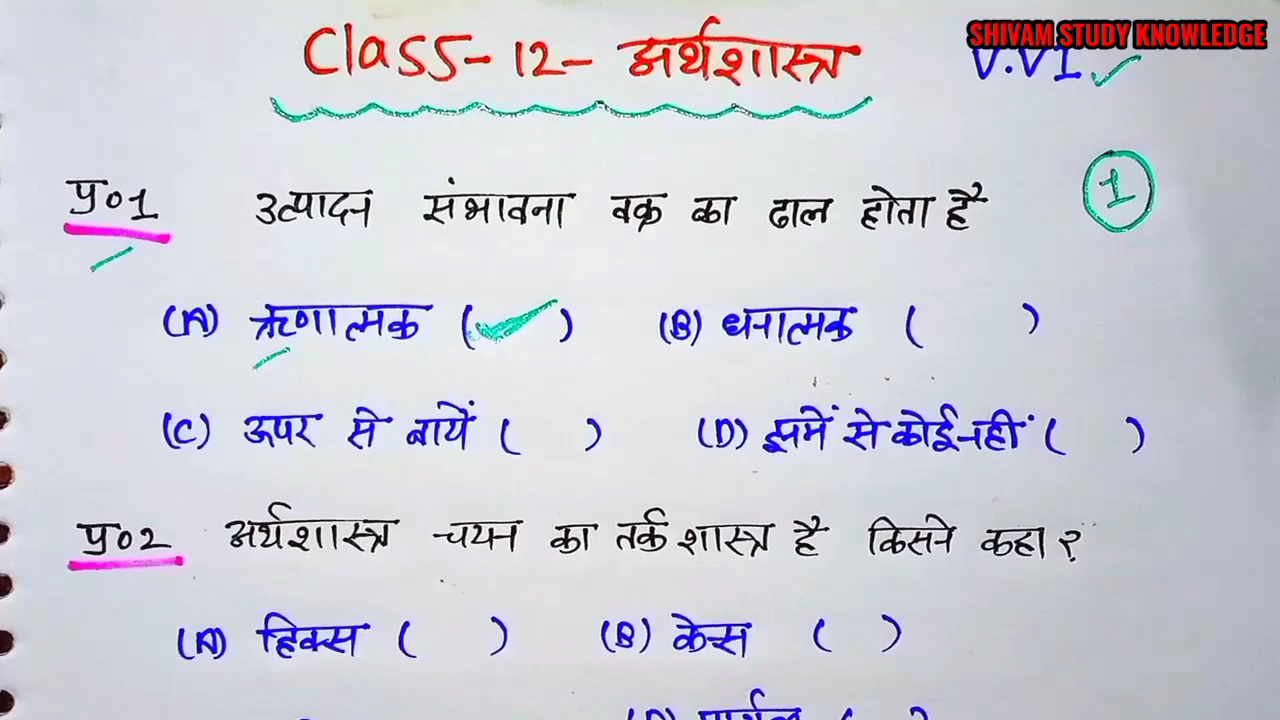 SHIVAM STUDY KNOWLEDGE
Class-12-अर्थशास्त्र V.VI
प्र०1 उत्पादन संभावना वक्र का ढाल होता है 1
(A) ऋणात्मक ( ) (B) धनात्मक ( )
(C) ऊपर से बायें ( ) (D) इनमें से कोई नहीं ( )
प्र०2 अर्थशास्त्र चयन का तर्कशास्त्र है किसने कहा?
(A) हिक्स ( ) (B) केन्स ( )